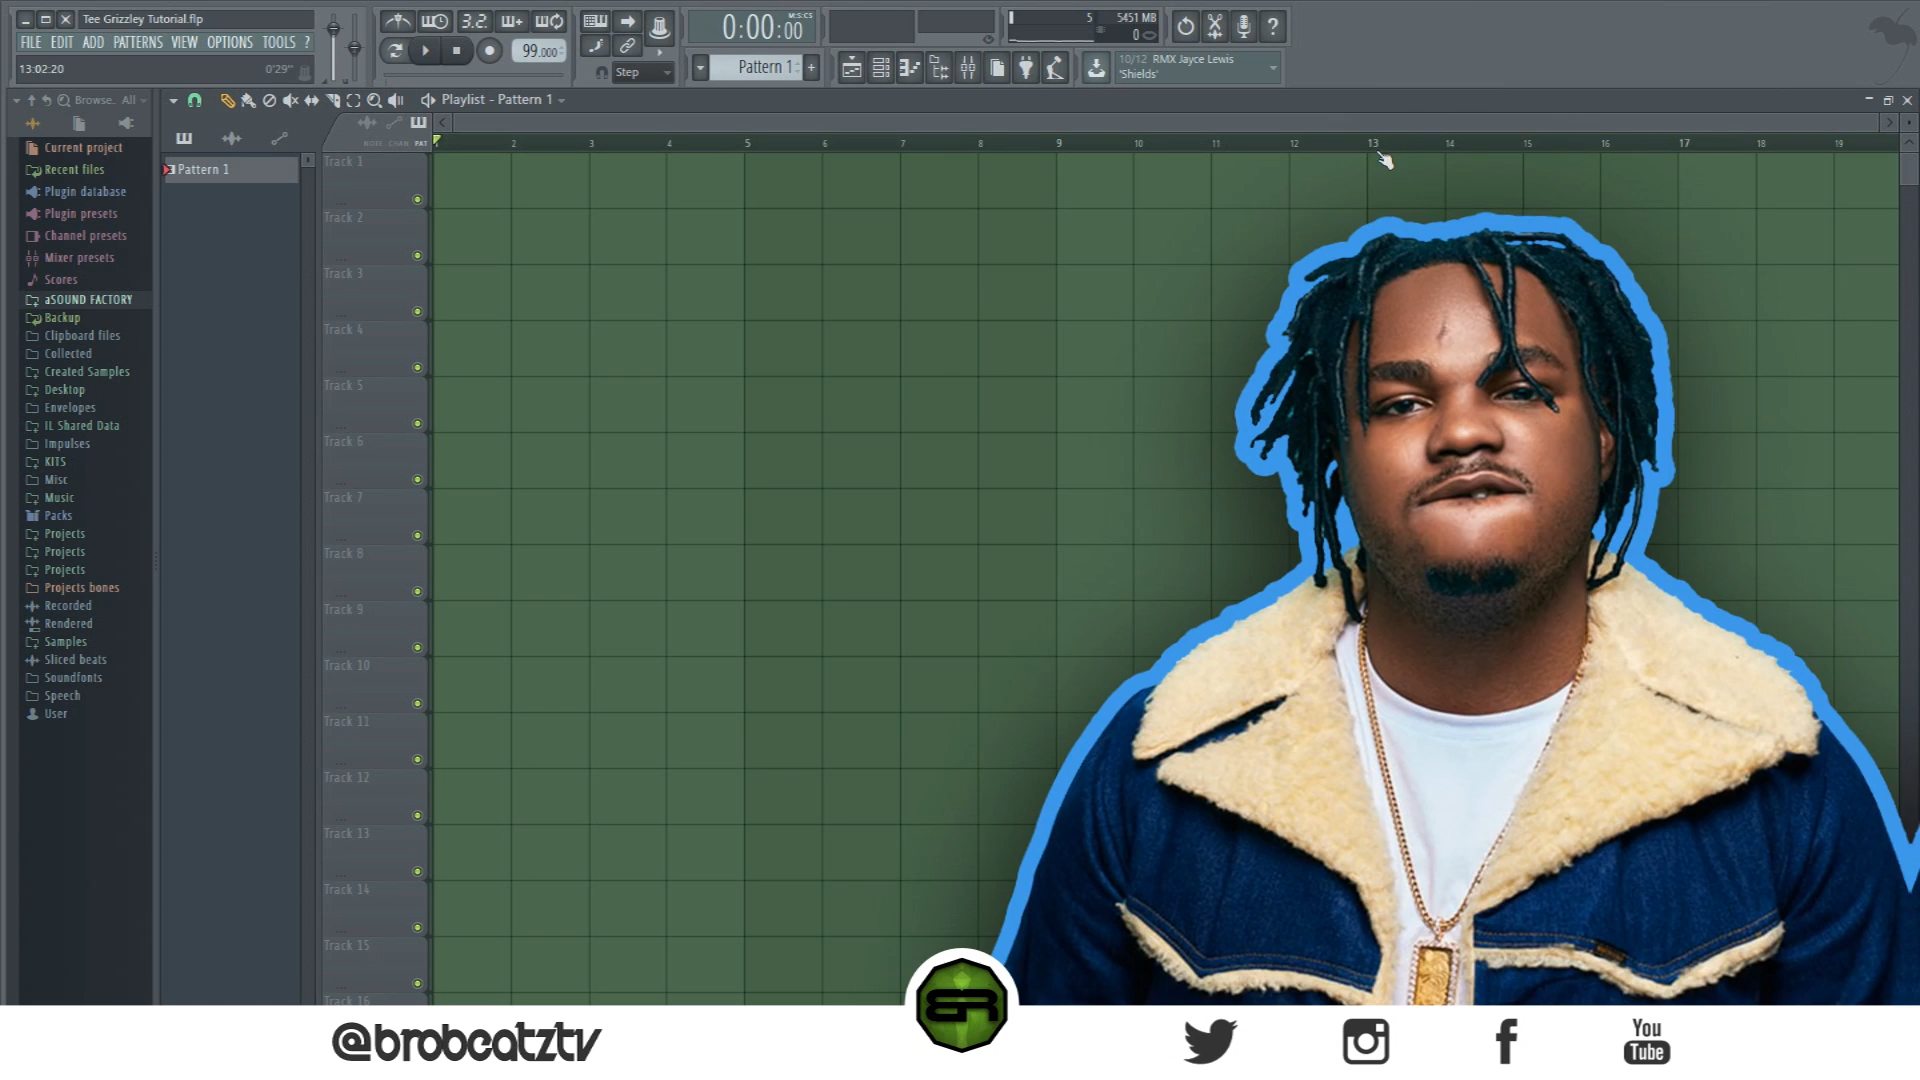 Tee Grizzley Tutorial.flp
FILE EDIT ADD PATTERNS VIEW OPTIONS TOOLS ?
13:02:20 0'29"
3.2.
99.000
Step
0:00:00
M:S:CS
Pattern 1
5 5451 MB
0
10/12 RMX Jayce Lewis
'Shields'
Browse.. All
Playlist - Pattern 1
NOTE CHAN PAT
2 3 4 5 6 7 8 9 10 11 12 13 14 15 16 17 18 19
Current project
Recent files
Plugin database
Plugin presets
Channel presets
Mixer presets
Scores
aSOUND FACTORY
Backup
Clipboard files
Collected
Created Samples
Desktop
Envelopes
IL Shared Data
Impulses
KITS
Misc
Music
Packs
Projects
Projects
Projects
Projects bones
Recorded
Rendered
Samples
Sliced beats
Soundfonts
Speech
User
Pattern 1
Track 1
Track 2
Track 3
Track 4
Track 5
Track 6
Track 7
Track 8
Track 9
Track 10
Track 11
Track 12
Track 13
Track 14
Track 15
Track 16
@brobeatztv
BR
You
Tube